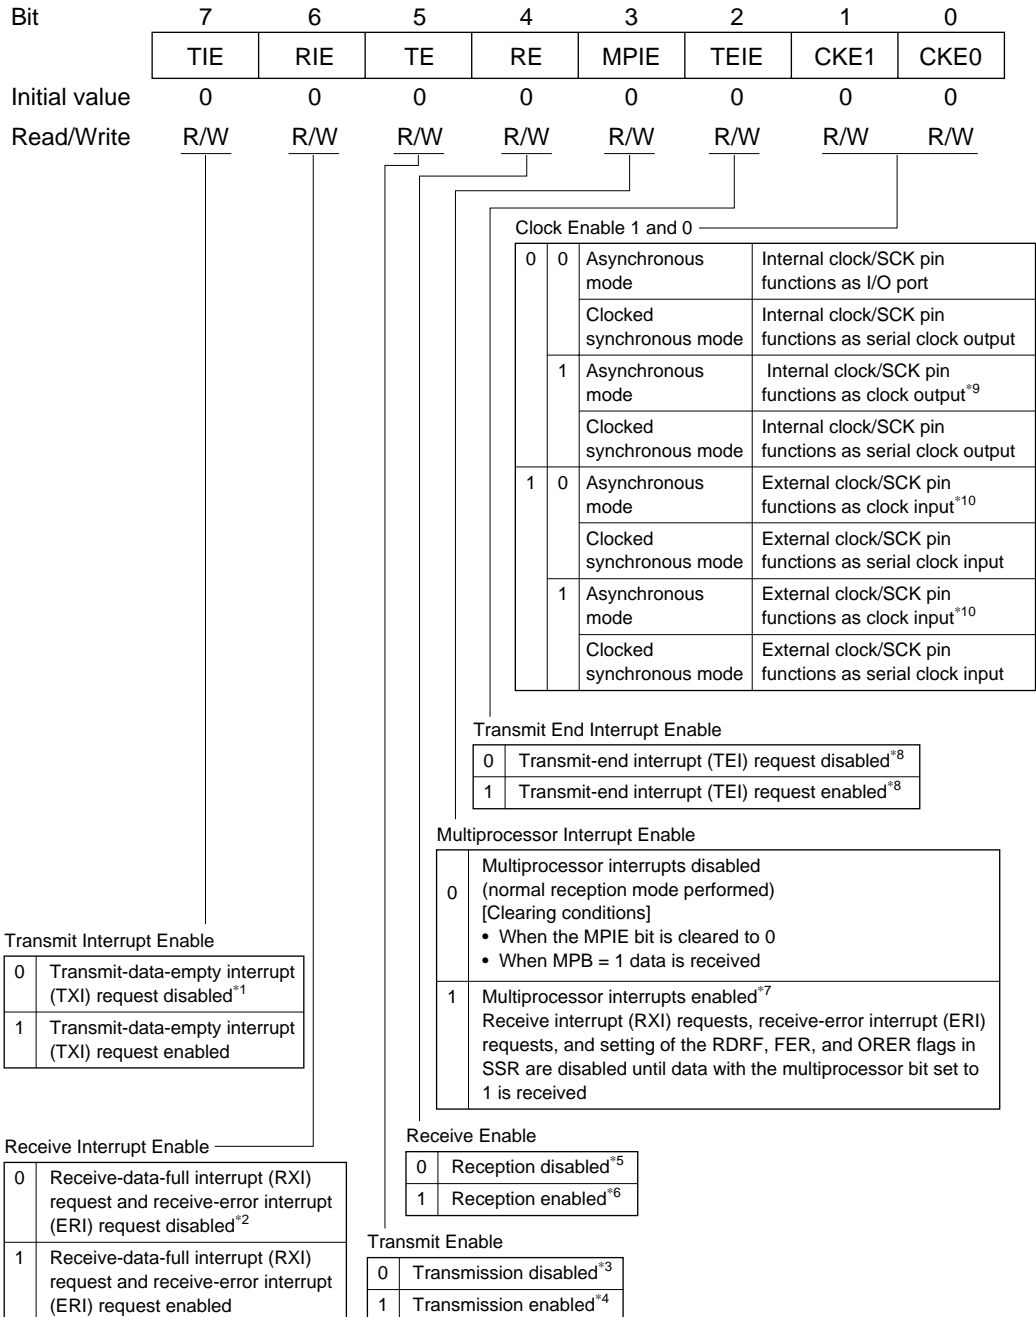 Bit 7 6 5 4 3 2 1 0
TIE RIE TE RE MPIE TEIE CKE1 CKE0
Initial value 0 0 0 0 0 0 0 0
Read/Write R/W R/W R/W R/W R/W R/W R/W R/W
Clock Enable 1 and 0
0 0 Asynchronous mode Internal clock/SCK pin functions as I/O port
Clocked synchronous mode Internal clock/SCK pin functions as serial clock output
1 Asynchronous mode Internal clock/SCK pin functions as clock output*9
Clocked synchronous mode Internal clock/SCK pin functions as serial clock output
1 0 Asynchronous mode External clock/SCK pin functions as clock input*10
Clocked synchronous mode External clock/SCK pin functions as serial clock input
1 Asynchronous mode External clock/SCK pin functions as clock input*10
Clocked synchronous mode External clock/SCK pin functions as serial clock input
Transmit End Interrupt Enable
0 Transmit-end interrupt (TEI) request disabled*8
1 Transmit-end interrupt (TEI) request enabled*8
Multiprocessor Interrupt Enable
0 Multiprocessor interrupts disabled
(normal reception mode performed)
[Clearing conditions]
• When the MPIE bit is cleared to 0
• When MPB = 1 data is received
1 Multiprocessor interrupts enabled*7
Receive interrupt (RXI) requests, receive-error interrupt (ERI)
requests, and setting of the RDRF, FER, and ORER flags in
SSR are disabled until data with the multiprocessor bit set to
1 is received
Transmit Interrupt Enable
0 Transmit-data-empty interrupt
(TXI) request disabled*1
1 Transmit-data-empty interrupt
(TXI) request enabled
Receive Enable
0 Reception disabled*5
1 Reception enabled*6
Receive Interrupt Enable
0 Receive-data-full interrupt (RXI)
request and receive-error interrupt
(ERI) request disabled*2
1 Receive-data-full interrupt (RXI)
request and receive-error interrupt
(ERI) request enabled
Transmit Enable
0 Transmission disabled*3
1 Transmission enabled*4